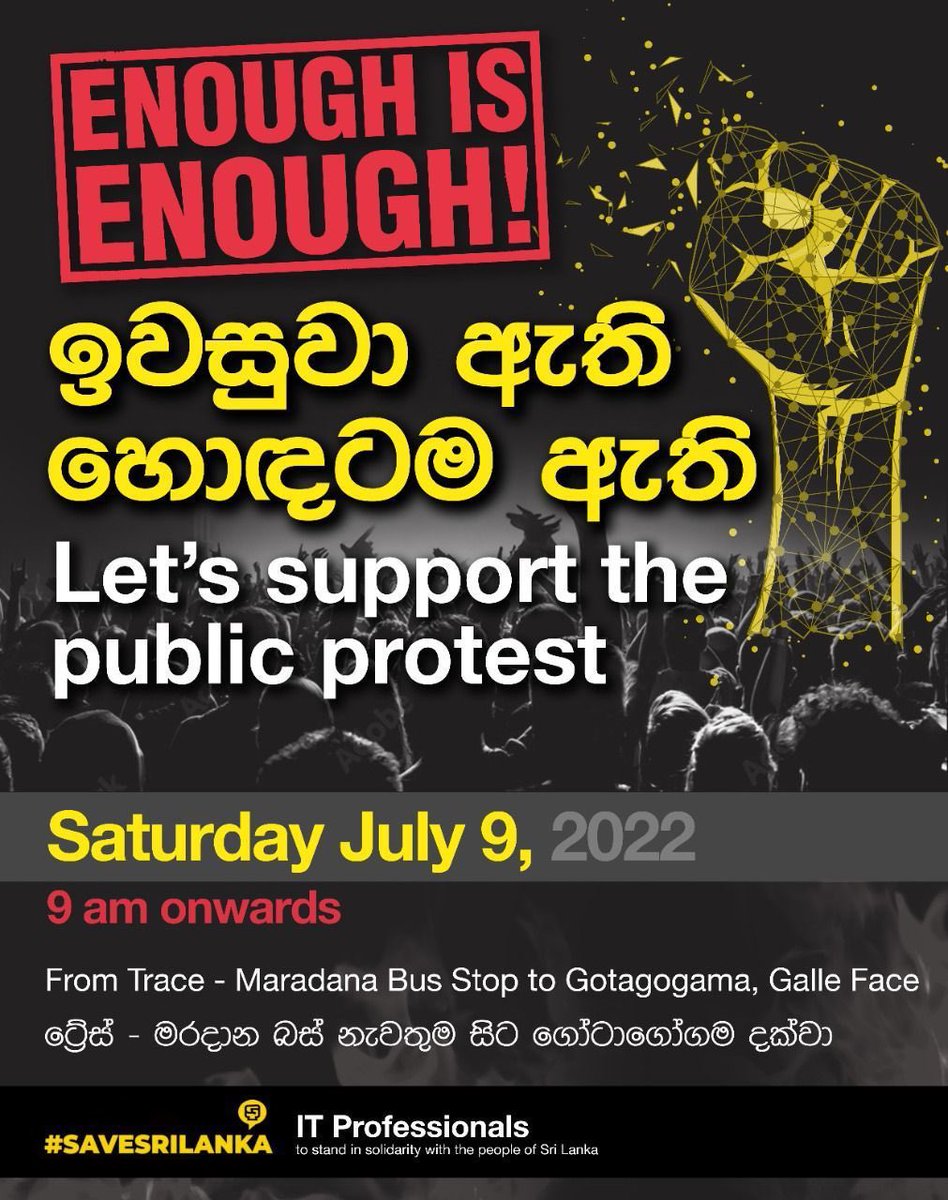 ENOUGH IS
ENOUGH!
ඉවසුවා ඇති
හොඳටම ඇති
Let's support the
public protest
Saturday July 9, 2022
9 am onwards
From Trace - Maradana Bus Stop to Gotagogama, Galle Face
ට්‍රේස් - මරදාන බස් නැවතුම සිට ගෝටාගෝගම දක්වා
#SAVESRILANKA
IT Professionals
to stand in solidarity with the people of Sri Lanka